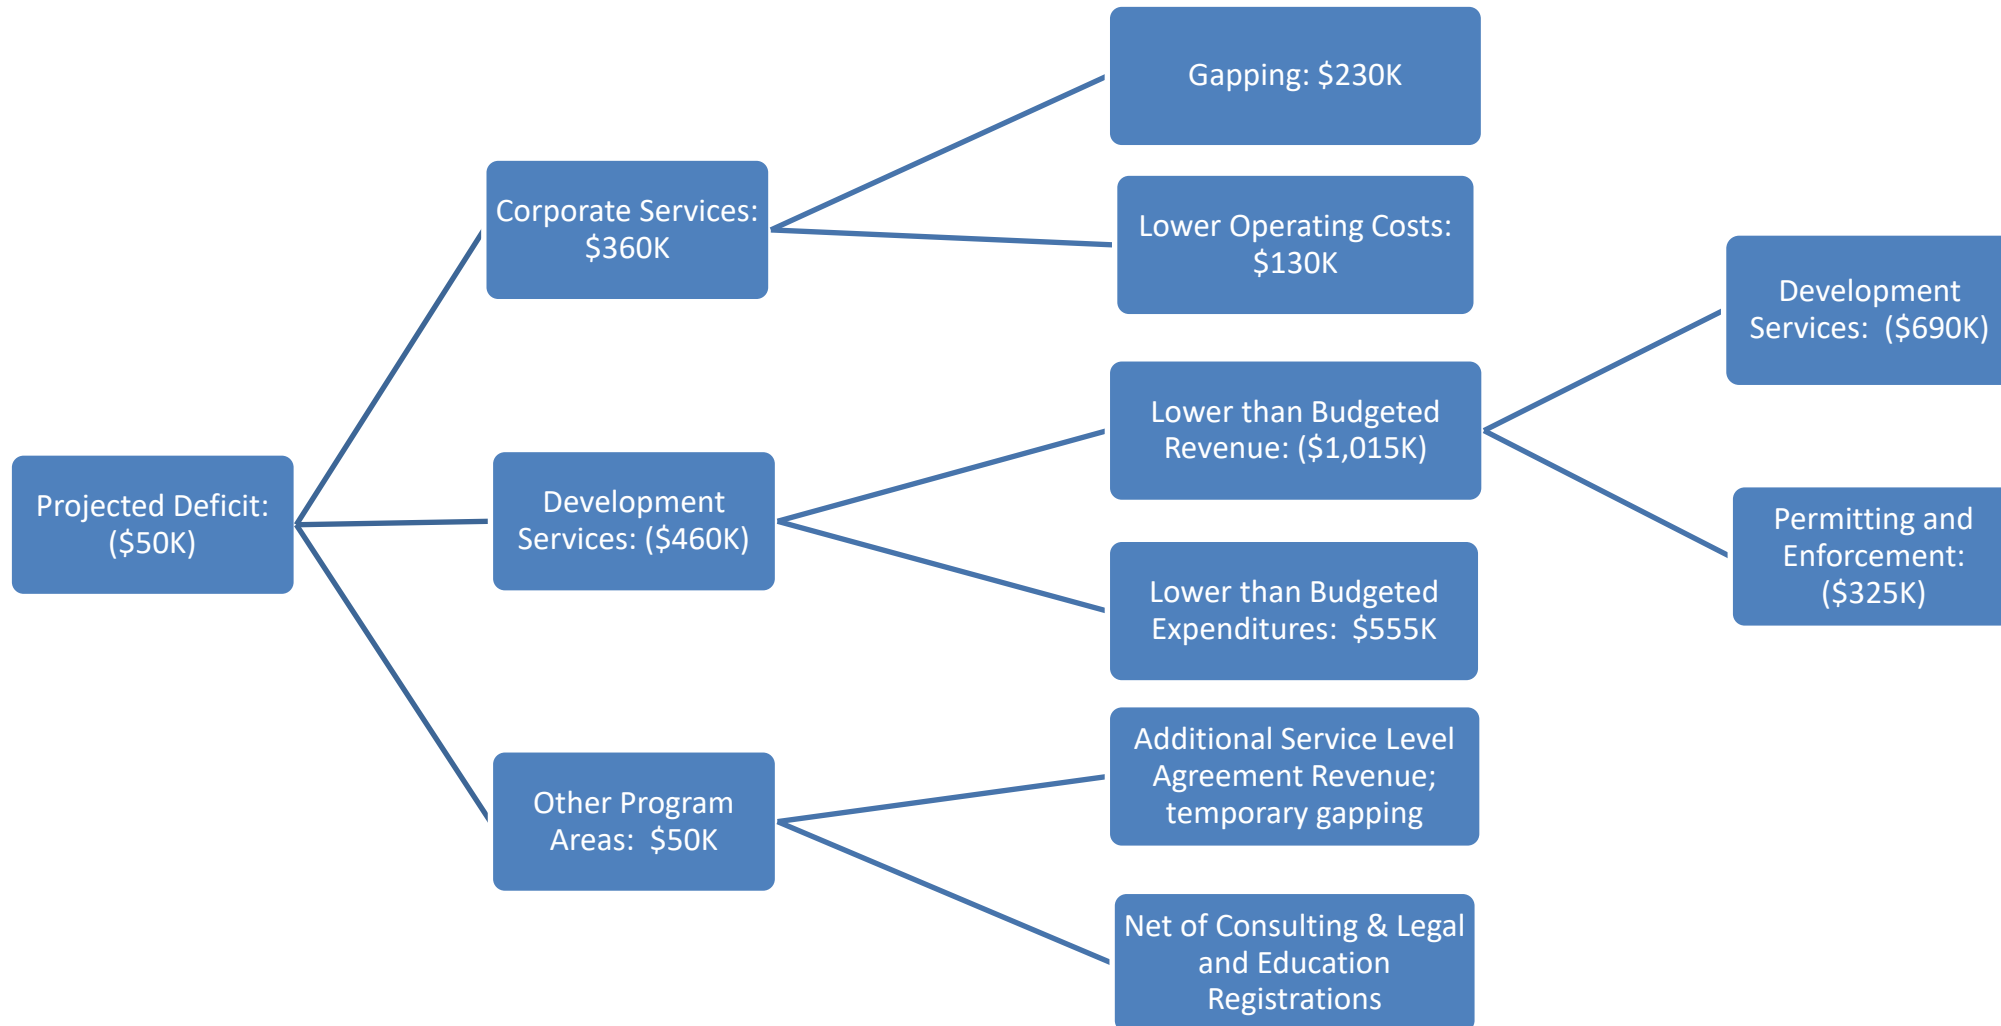 Projected Deficit:
($50K)
Corporate Services:
$360K
Development
Services: ($460K)
Other Program
Areas:  $50K
Gapping: $230K
Lower Operating Costs:
$130K
Lower than Budgeted
Revenue: ($1,015K)
Lower than Budgeted
Expenditures:  $555K
Additional Service Level
Agreement Revenue;
temporary gapping
Net of Consulting & Legal
and Education
Registrations
Development
Services:  ($690K)
Permitting and
Enforcement:
($325K)